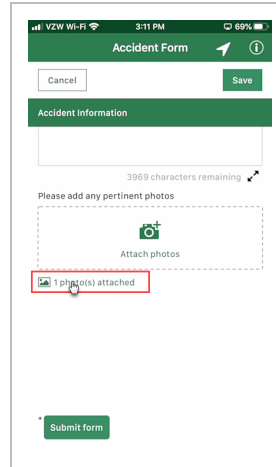 VZW Wi-Fi 3:11 PM 69%
Accident Form
Cancel Save
Accident Information
3969 characters remaining
Please add any pertinent photos
Attach photos
1 photo(s) attached
* Submit form